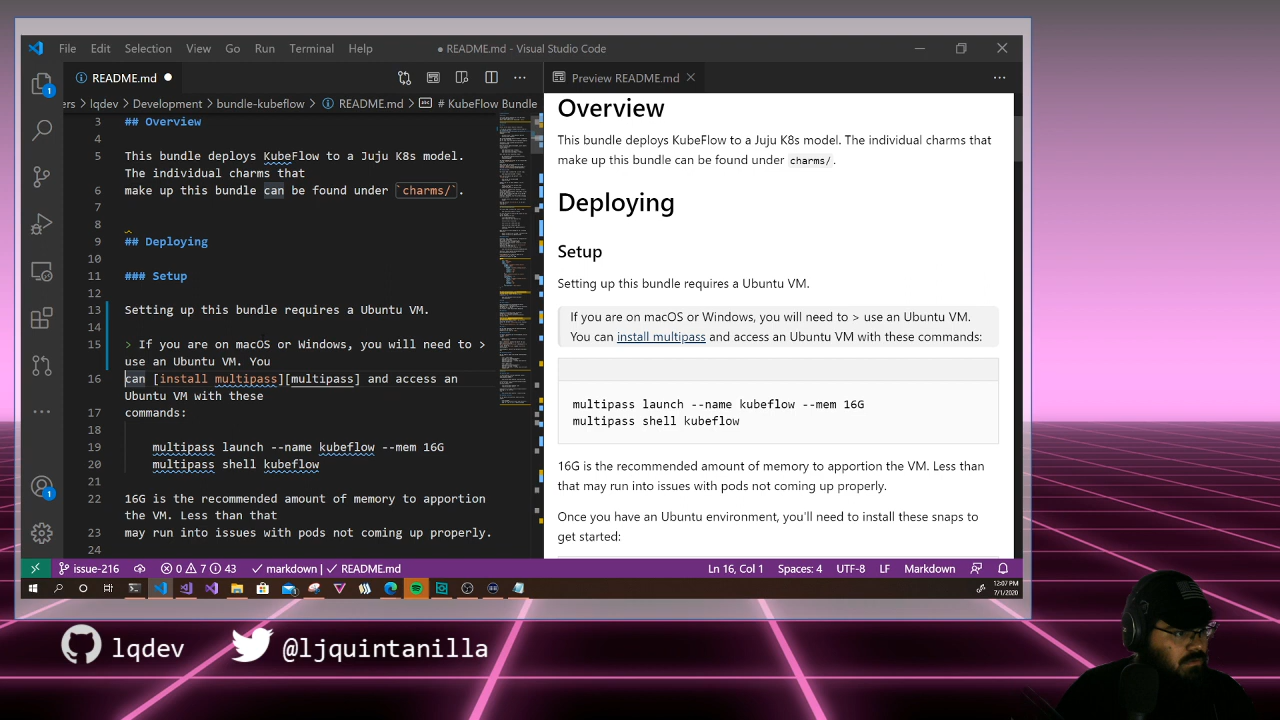 File Edit Selection View Go Run Terminal Help ● README.md - Visual Studio Code
README.md ●
Preview README.md
ers > lqdev > Development > bundle-kubeflow > README.md > # KubeFlow Bundle
3 ## Overview
4
5 This bundle deploys KubeFlow to a Juju K8s model.
The individual charms that
6 make up this bundle can be found under `charms/`.
7
8
9 ## Deploying
10
11 ### Setup
12
13 Setting up this bundle requires a Ubuntu VM.
14
15 > If you are on macOS or Windows, you will need to >
use an Ubuntu VM. You
16 can [install multipass][multipass] and access an
Ubuntu VM with these
17 commands:
18
19 multipass launch --name kubeflow --mem 16G
20 multipass shell kubeflow
21
22 16G is the recommended amount of memory to apportion
the VM. Less than that
23 may run into issues with pods not coming up properly.
24
Overview
This bundle deploys KubeFlow to a Juju K8s model. The individual charms that
make up this bundle can be found under charms/.
Deploying
Setup
Setting up this bundle requires a Ubuntu VM.
If you are on macOS or Windows, you will need to > use an Ubuntu VM.
You can install multipass and access an Ubuntu VM with these commands:
multipass launch --name kubeflow --mem 16G
multipass shell kubeflow
16G is the recommended amount of memory to apportion the VM. Less than
that may run into issues with pods not coming up properly.
Once you have an Ubuntu environment, you'll need to install these snaps to
get started:
1
1
issue-216 0 7 43 markdown | README.md Ln 16, Col 1 Spaces: 4 UTF-8 LF Markdown
12:07 PM
7/1/2020
lqdev @ljquintanilla